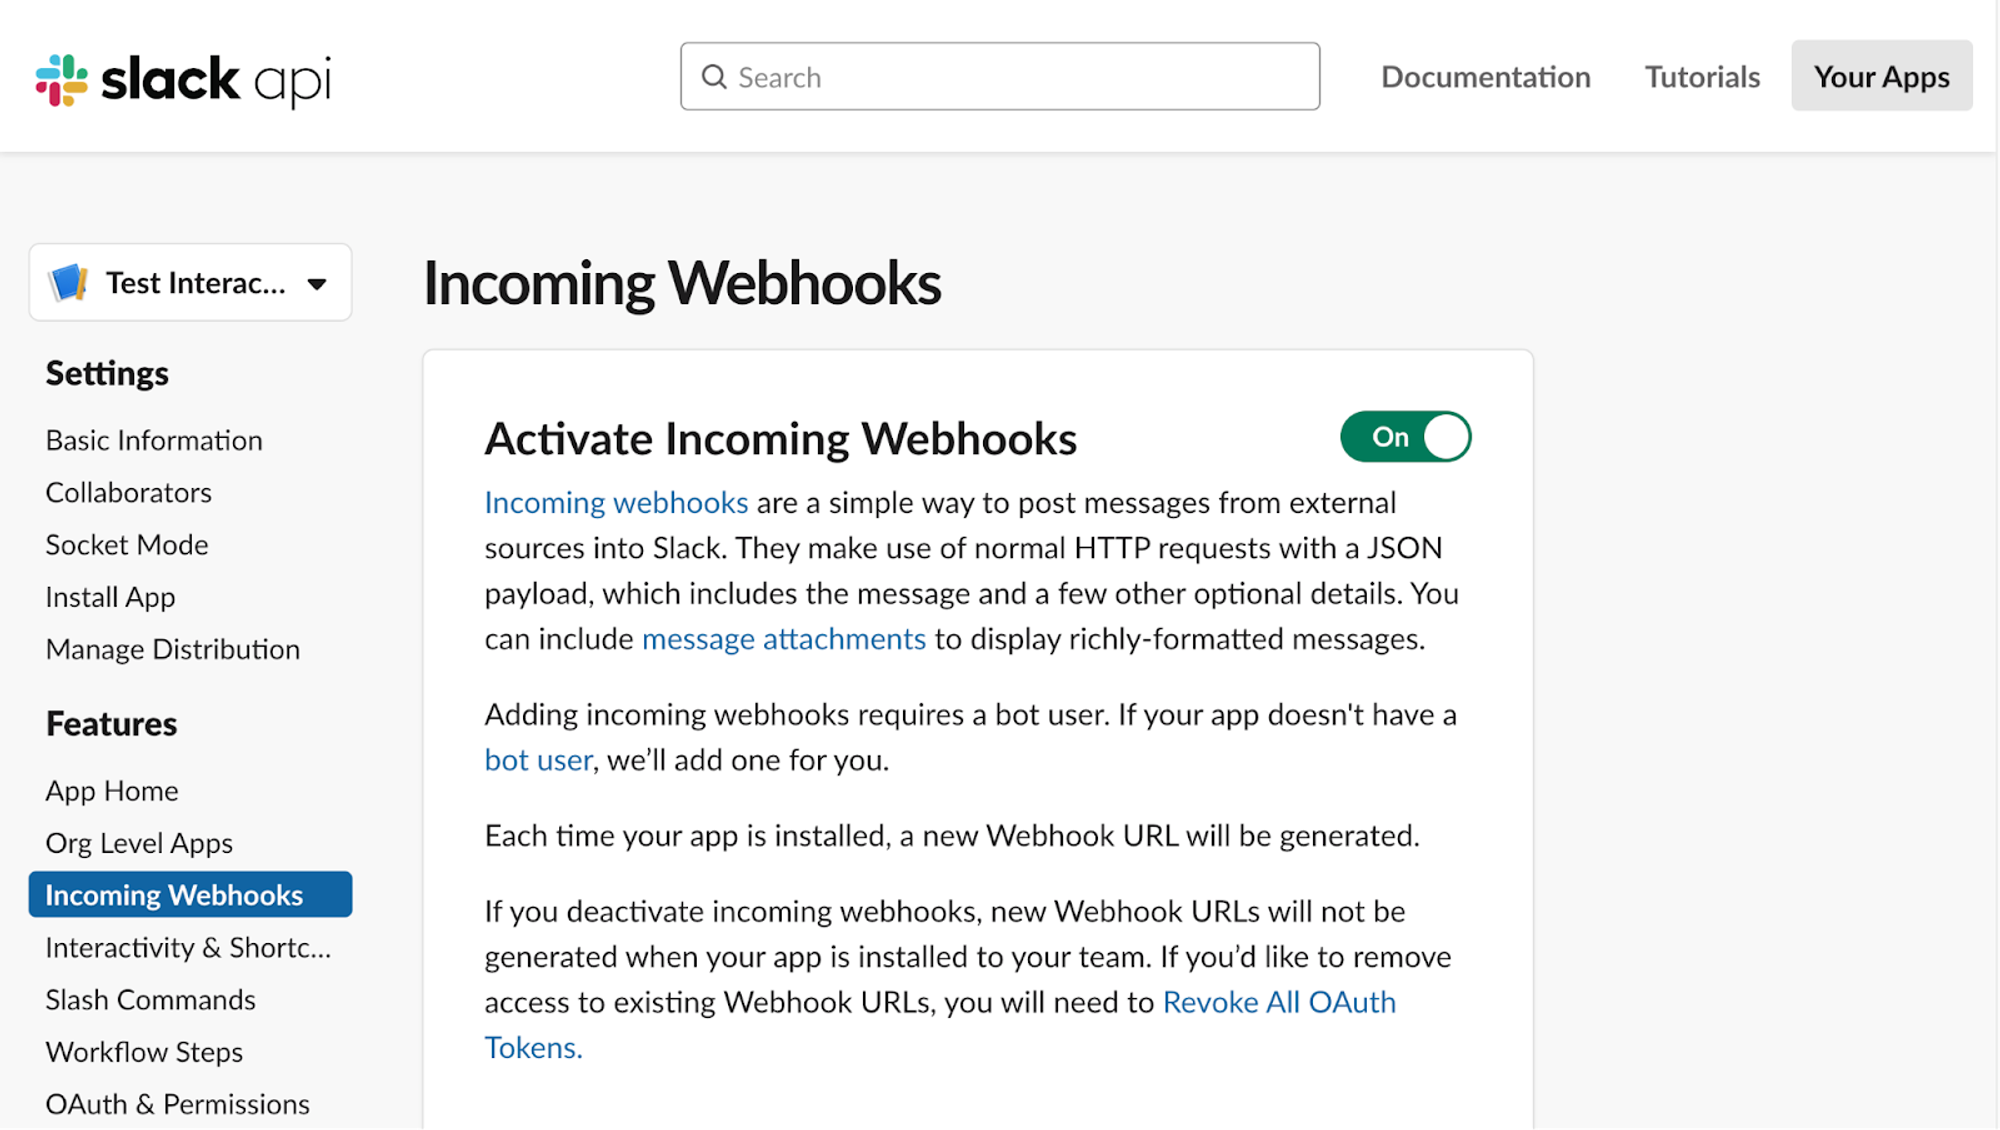 slack api
Search
Documentation
Tutorials
Your Apps
Test Interac...
Settings
Basic Information
Collaborators
Socket Mode
Install App
Manage Distribution
Features
App Home
Org Level Apps
Incoming Webhooks
Interactivity & Shortc...
Slash Commands
Workflow Steps
OAuth & Permissions
Incoming Webhooks
Activate Incoming Webhooks
On
Incoming webhooks are a simple way to post messages from external
sources into Slack. They make use of normal HTTP requests with a JSON
payload, which includes the message and a few other optional details. You
can include message attachments to display richly-formatted messages.
Adding incoming webhooks requires a bot user. If your app doesn't have a
bot user, we’ll add one for you.
Each time your app is installed, a new Webhook URL will be generated.
If you deactivate incoming webhooks, new Webhook URLs will not be
generated when your app is installed to your team. If you’d like to remove
access to existing Webhook URLs, you will need to Revoke All OAuth
Tokens.